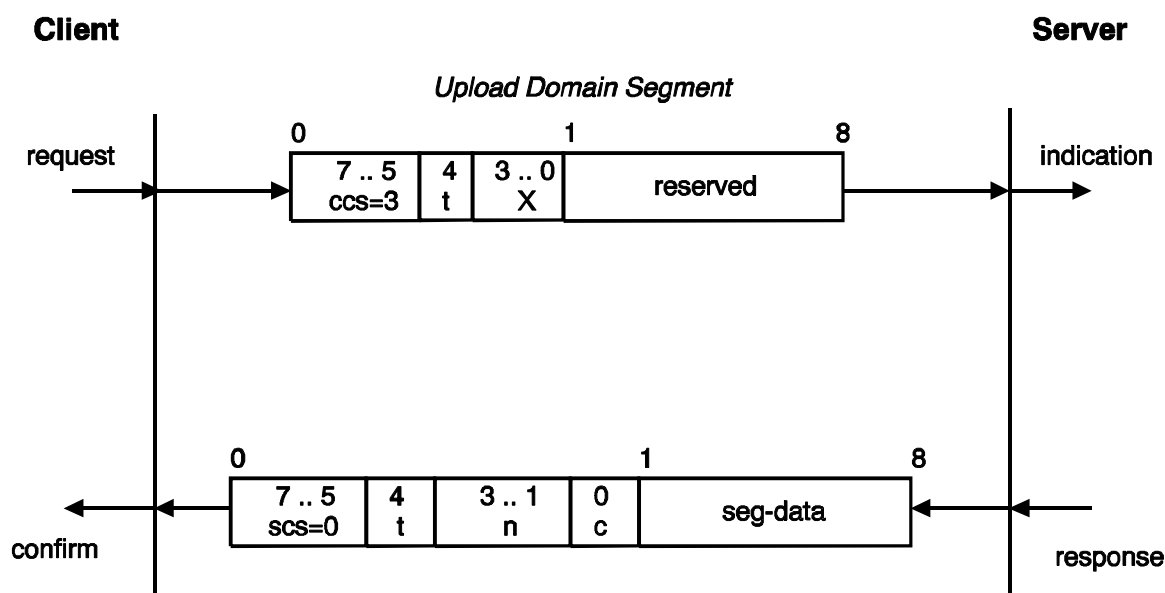 Client Server
Upload Domain Segment
0 1 8
request indication
7 .. 5 4 3 .. 0
ccs=3 t X reserved
0 1 8
7 .. 5 4 3 .. 1 0
scs=0 t n c seg-data
confirm response